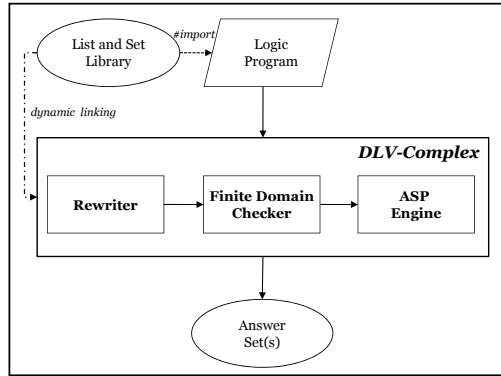 List and Set
Library
#import
Logic
Program
dynamic linking
DLV-Complex
Rewriter
Finite Domain
Checker
ASP
Engine
Answer
Set(s)